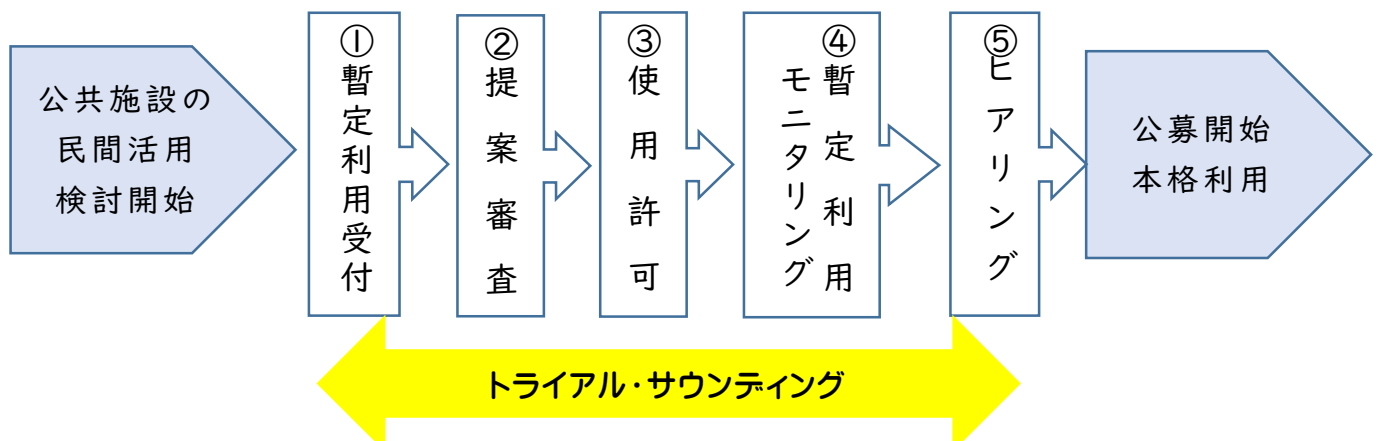 公共施設の
民間活用
検討開始
①暫定利用受付
②提案審査
③使用許可
④暫定利用
モニタリング
⑤ヒアリング
公募開始
本格利用
トライアル・サウンディング